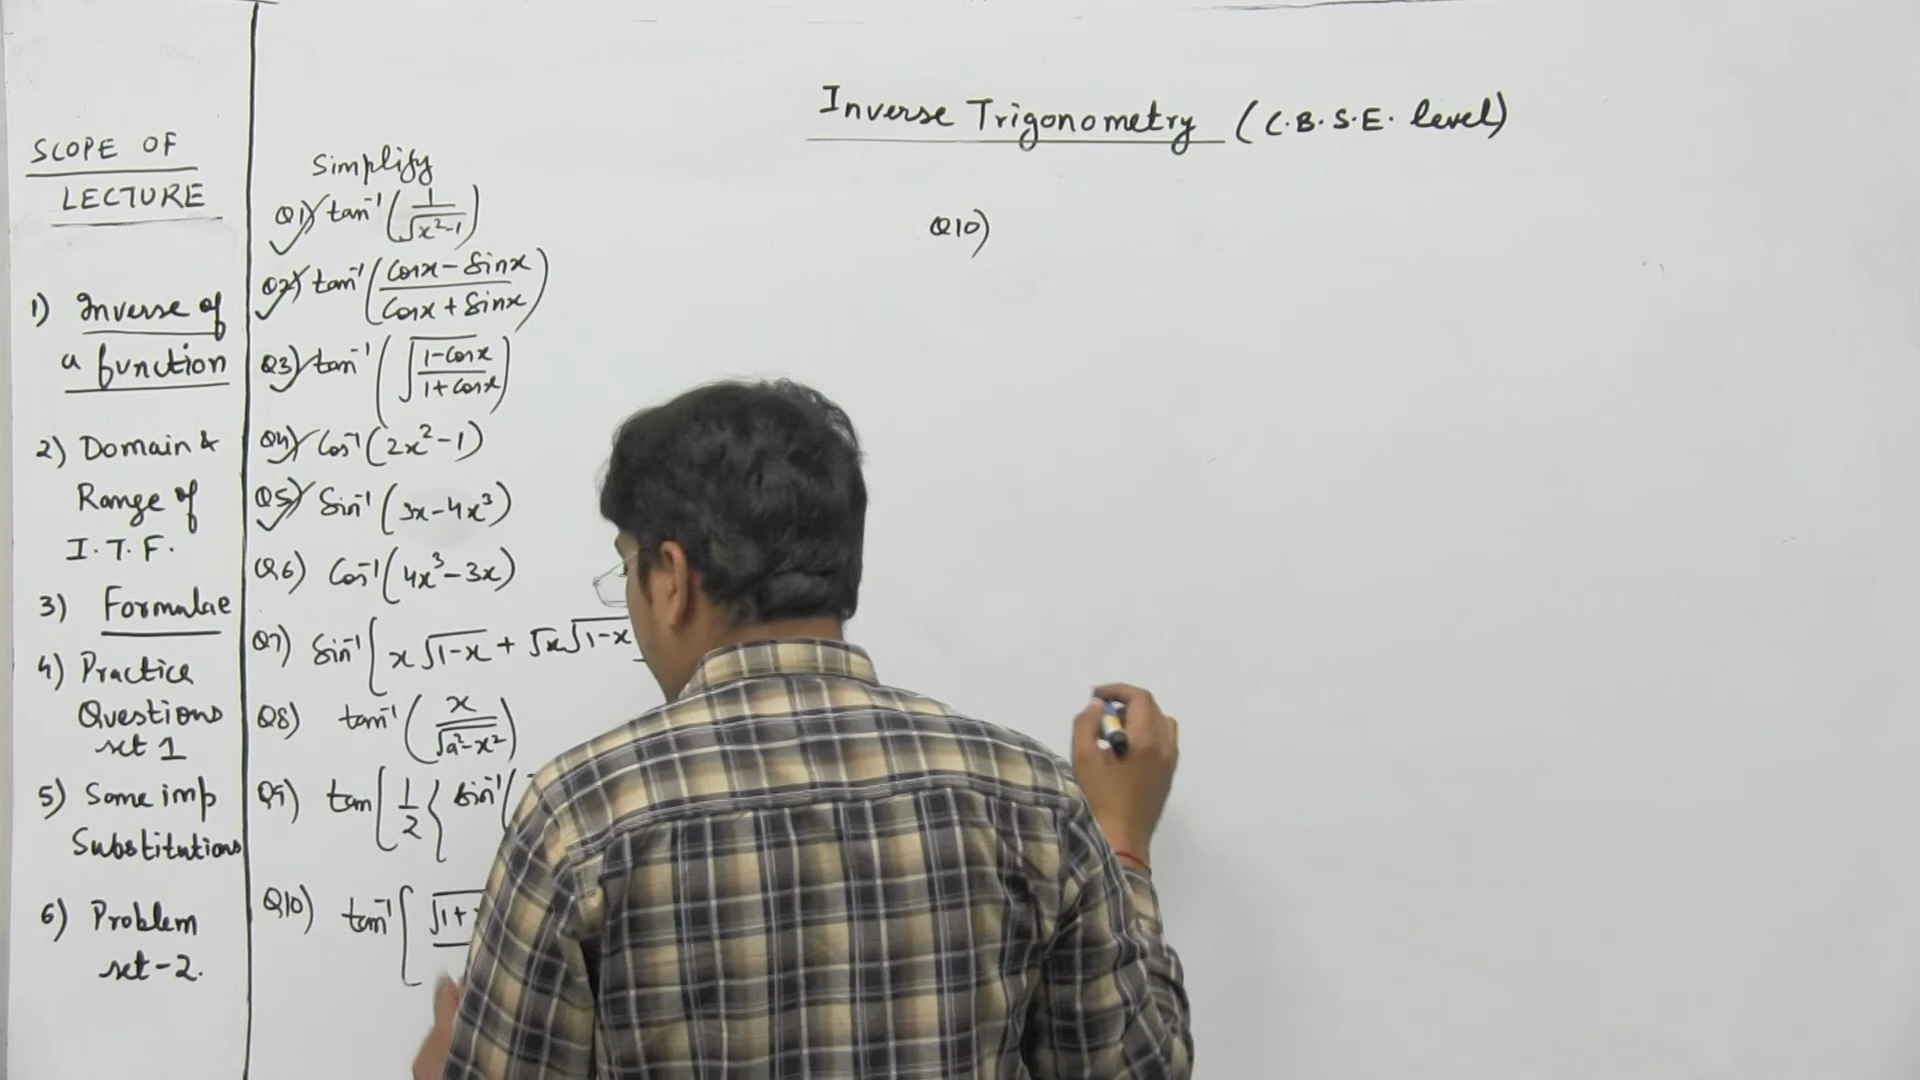 Inverse Trigonometry (C.B.S.E. level)
SCOPE OF
LECTURE
1) Inverse of
a function
2) Domain &
Range of
I.T.F.
3) Formulae
4) Practice
Questions
set 1
5) Some imp
Substitutions
6) Problem
set-2.
Simplify
Q1) tan⁻¹(1/√(x²-1))
Q2) tan⁻¹((cosx - sinx)/(cosx + sinx))
Q3) tan⁻¹(√((1-cosx)/(1+cosx)))
Q4) cos⁻¹(2x²-1)
Q5) sin⁻¹(3x-4x³)
Q6) cos⁻¹(4x³-3x)
Q7) sin⁻¹[x√(1-x) + √x√(1-x
Q8) tan⁻¹(x/√(a²-x²))
Q9) tan[1/2{sin⁻¹(
Q10) tan⁻¹[√1+
Q10)